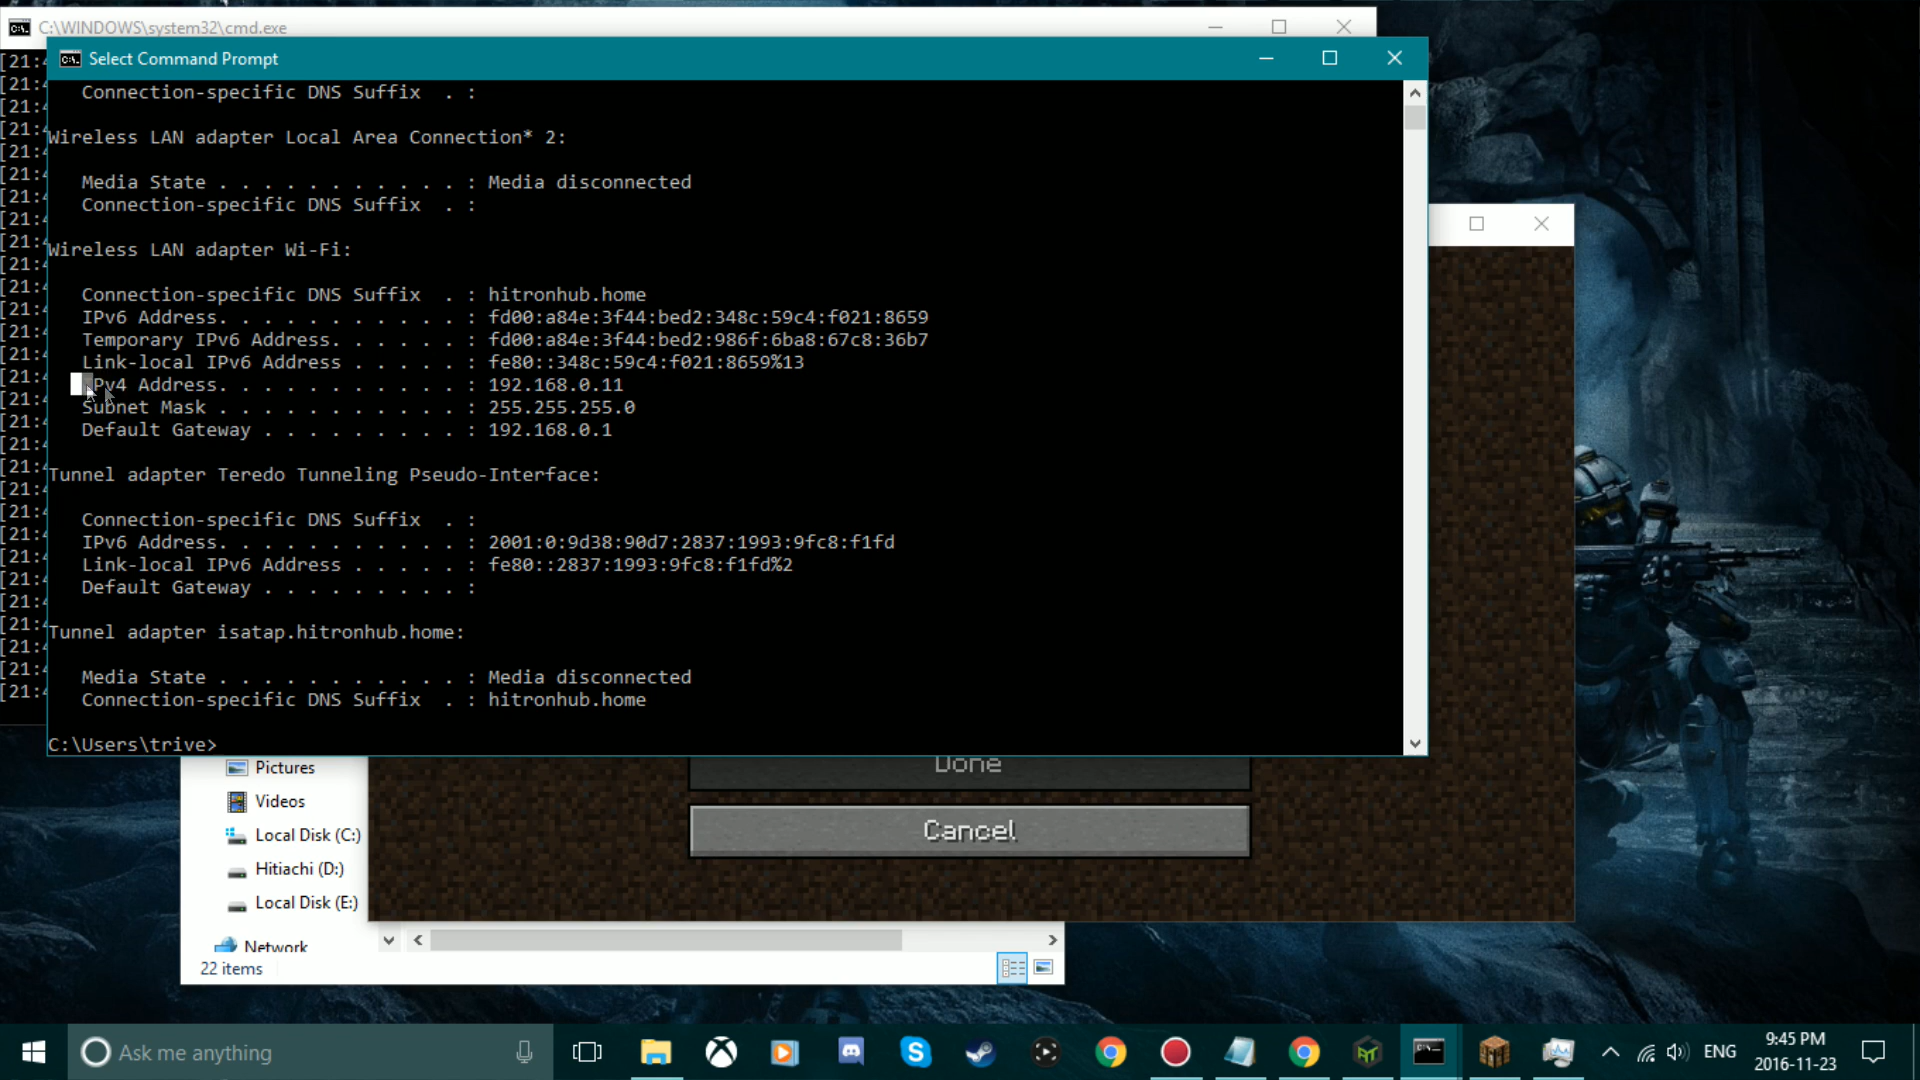 C:\WINDOWS\system32\cmd.exe
Select Command Prompt
Connection-specific DNS Suffix . :
Wireless LAN adapter Local Area Connection* 2:
Media State . . . . . . . . . . . : Media disconnected
Connection-specific DNS Suffix . :
Wireless LAN adapter Wi-Fi:
Connection-specific DNS Suffix . : hitronhub.home
IPv6 Address. . . . . . . . . . . : fd00:a84e:3f44:bed2:348c:59c4:f021:8659
Temporary IPv6 Address. . . . . . : fd00:a84e:3f44:bed2:986f:6ba8:67c8:36b7
Link-local IPv6 Address . . . . . : fe80::348c:59c4:f021:8659%13
IPv4 Address. . . . . . . . . . . : 192.168.0.11
Subnet Mask . . . . . . . . . . . : 255.255.255.0
Default Gateway . . . . . . . . . : 192.168.0.1
Tunnel adapter Teredo Tunneling Pseudo-Interface:
Connection-specific DNS Suffix . :
IPv6 Address. . . . . . . . . . . : 2001:0:9d38:90d7:2837:1993:9fc8:f1fd
Link-local IPv6 Address . . . . . : fe80::2837:1993:9fc8:f1fd%2
Default Gateway . . . . . . . . . :
Tunnel adapter isatap.hitronhub.home:
Media State . . . . . . . . . . . : Media disconnected
Connection-specific DNS Suffix . : hitronhub.home
C:\Users\trive>
Pictures
Videos
Local Disk (C:)
Hitiachi (D:)
Local Disk (E:)
Network
22 items
Done
Cancel
Ask me anything
ENG
9:45 PM
2016-11-23